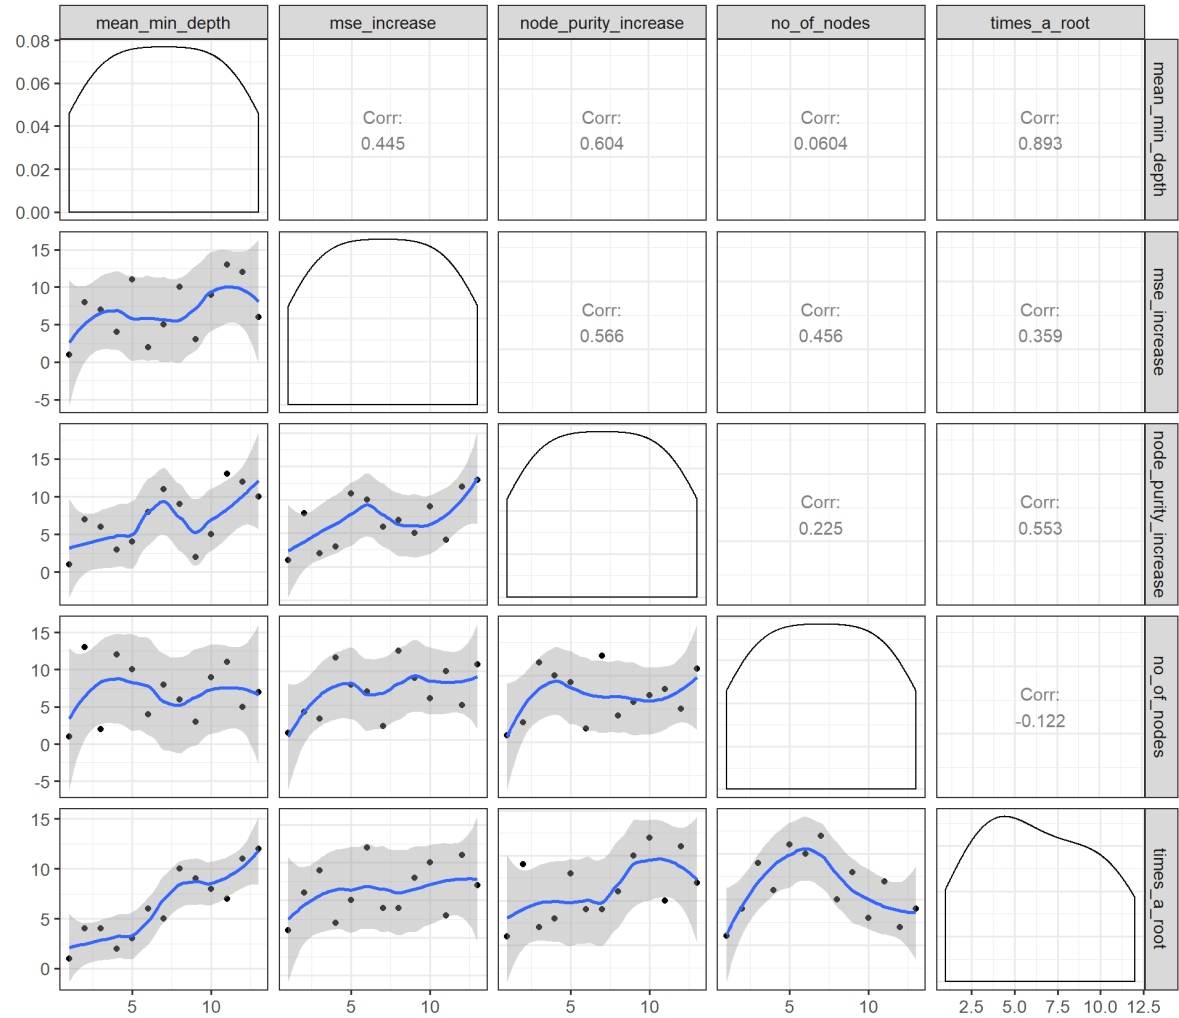 mean_min_depth mse_increase node_purity_increase no_of_nodes times_a_root
0.08
0.06
0.04
0.02
0.00
Corr:
0.445
Corr:
0.604
Corr:
0.0604
Corr:
0.893
mean_min_depth
15
10
5
0
-5
Corr:
0.566
Corr:
0.456
Corr:
0.359
mse_increase
15
10
5
0
Corr:
0.225
Corr:
0.553
node_purity_increase
15
10
5
0
-5
Corr:
-0.122
no_of_nodes
15
10
5
0
times_a_root
5 10 5 10 5 10 5 10 2.5 5.0 7.5 10.0 12.5